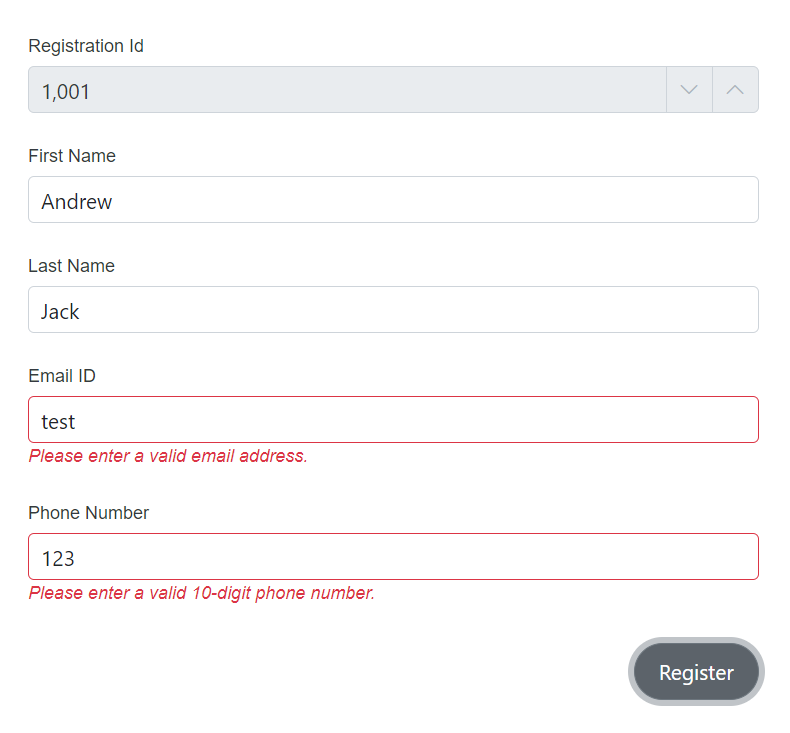 Registration Id
1,001
First Name
Andrew
Last Name
Jack
Email ID
test
Please enter a valid email address.
Phone Number
123
Please enter a valid 10-digit phone number.
Register